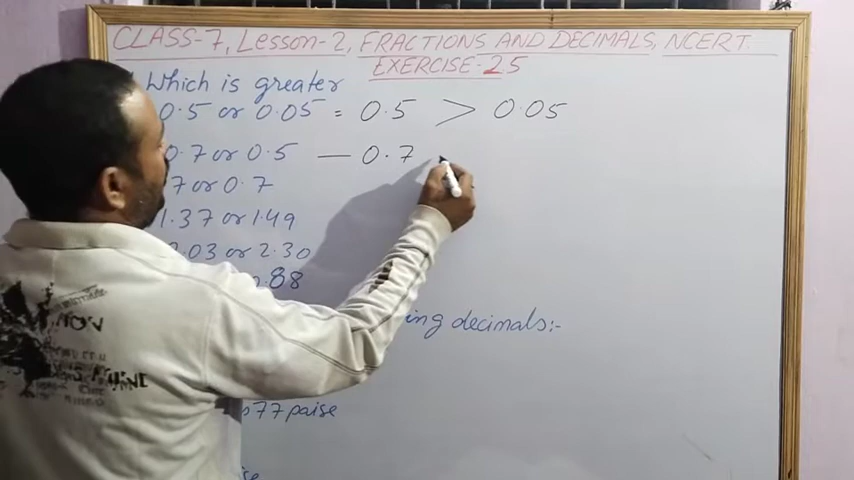 CLASS-7, Lesson-2, FRACTIONS AND DECIMALS, NCERT
EXERCISE-2.5
Which is greater
0.5 or 0.05 = 0.5 > 0.05
0.7 or 0.5 — 0.7
7 or 0.7
1.37 or 1.49
2.03 or 2.30
88
ing decimals:-
77 paise
NOW